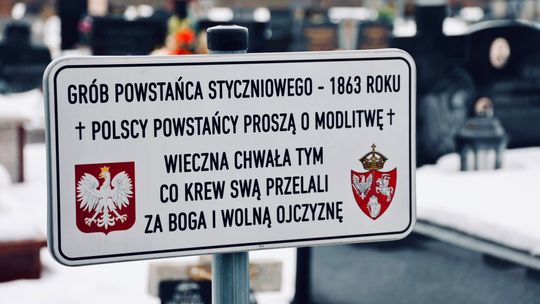 GRÓB POWSTAŃCA STYCZNIOWEGO - 1863 ROKU
† POLSCY POWSTAŃCY PROSZĄ O MODLITWĘ †
WIECZNA CHWAŁA TYM
CO KREW SWĄ PRZELALI
ZA BOGA I WOLNĄ OJCZYZNĘ